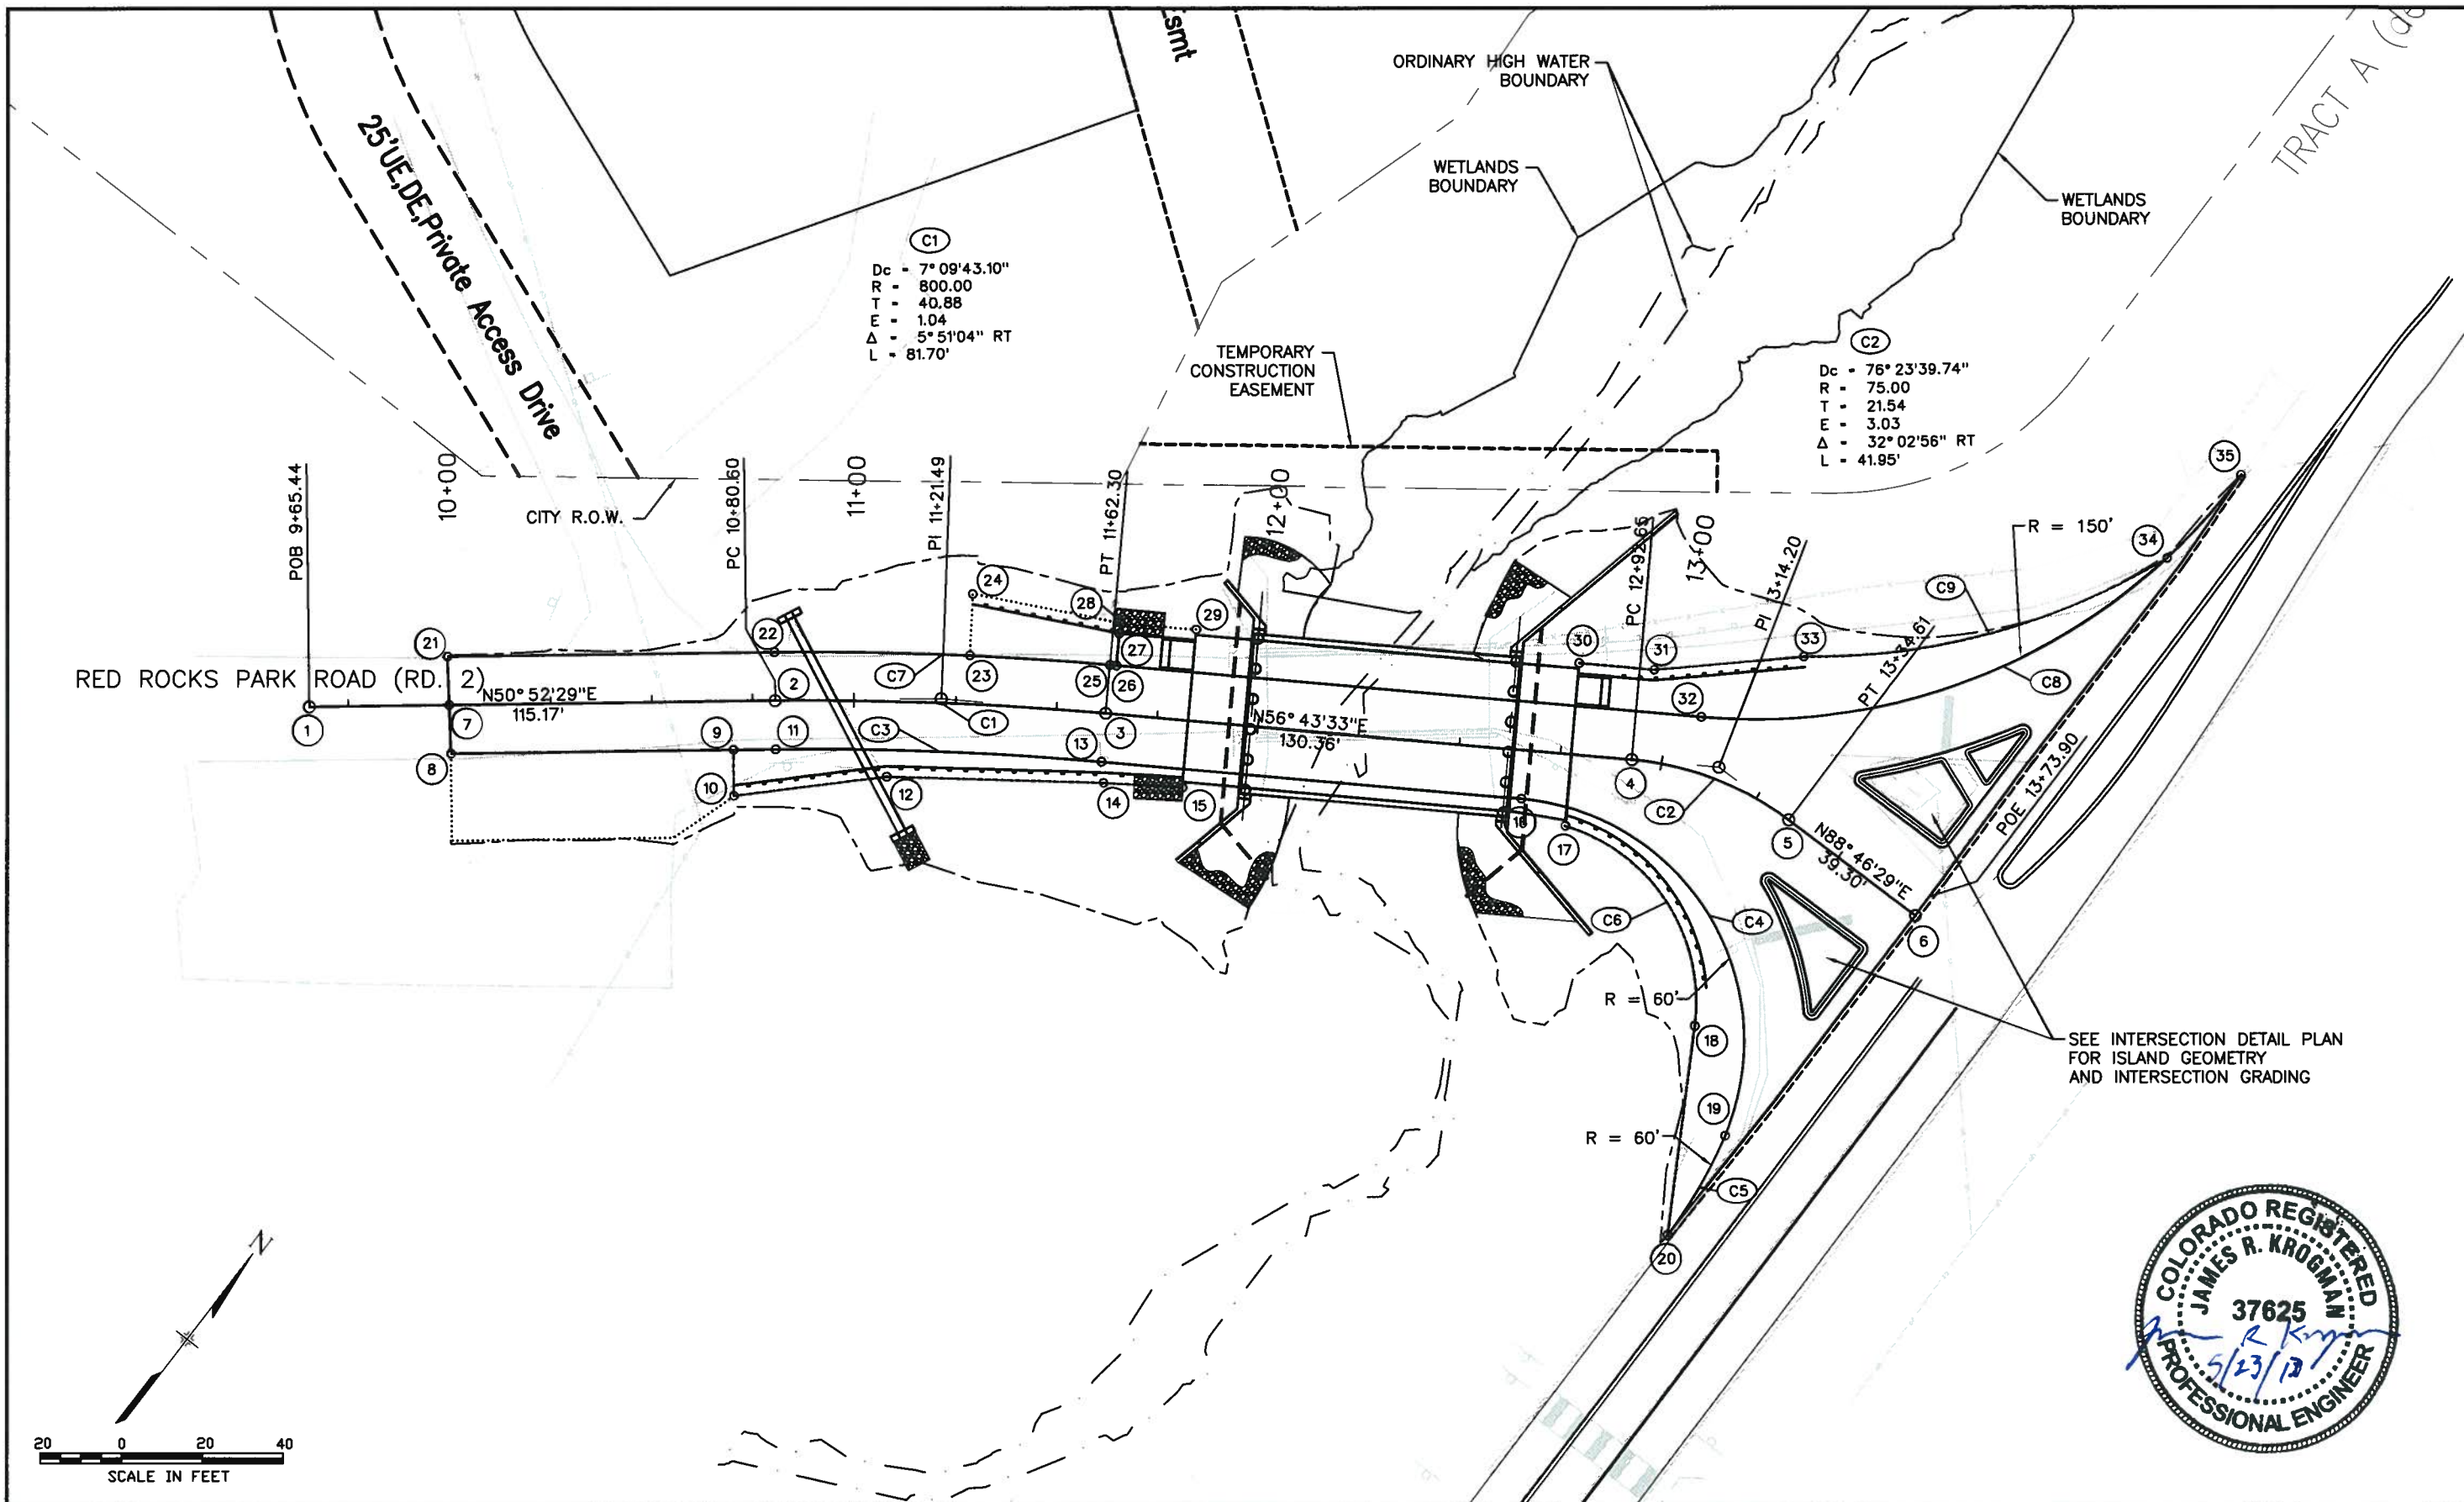 smt
ORDINARY HIGH WATER
BOUNDARY
TRACT A (de
25'UE,DE,Private Access Drive
WETLANDS
BOUNDARY
WETLANDS
BOUNDARY
C1
Dc = 7° 09'43.10"
R = 800.00
T = 40.88
E = 1.04
Δ = 5° 51'04" RT
L = 81.70'
TEMPORARY
CONSTRUCTION
EASEMENT
C2
Dc = 76° 23'39.74"
R = 75.00
T = 21.54
E = 3.03
Δ = 32° 02'56" RT
L = 41.95'
POB 9+65.44
10+00
CITY R.O.W.
PC 10+80.60
11+00
PI 11+21.49
PT 11+62.30
12+00
PC 12+92.65
13+00
PI 13+14.20
PT 13+34.61
POE 13+73.90
35
R = 150'
34
C9
24
28
29
21
22
27
30
31
33
RED ROCKS PARK ROAD (RD. 2)
N50° 52'29"E
115.17'
2
C7
23
25
26
32
C8
1
7
9
11
C3
C1
13
3
N56° 43'33"E
130.36'
8
10
12
14
15
16
17
4
C2
5
N88° 46'29"E
39.30'
6
C6
C4
R = 60'
18
SEE INTERSECTION DETAIL PLAN
FOR ISLAND GEOMETRY
AND INTERSECTION GRADING
19
R = 60'
C5
20
N
20 0 20 40
SCALE IN FEET
COLORADO REGISTERED
JAMES R. KROGMAN
37625
PROFESSIONAL ENGINEER